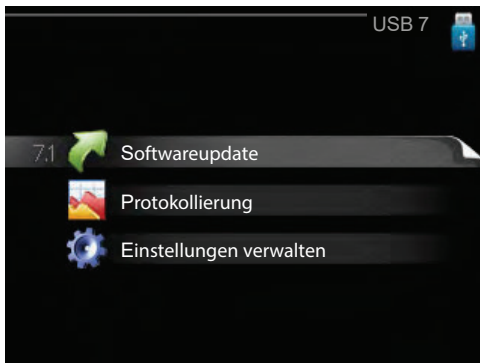 USB 7
7.1 Softwareupdate
Protokollierung
Einstellungen verwalten